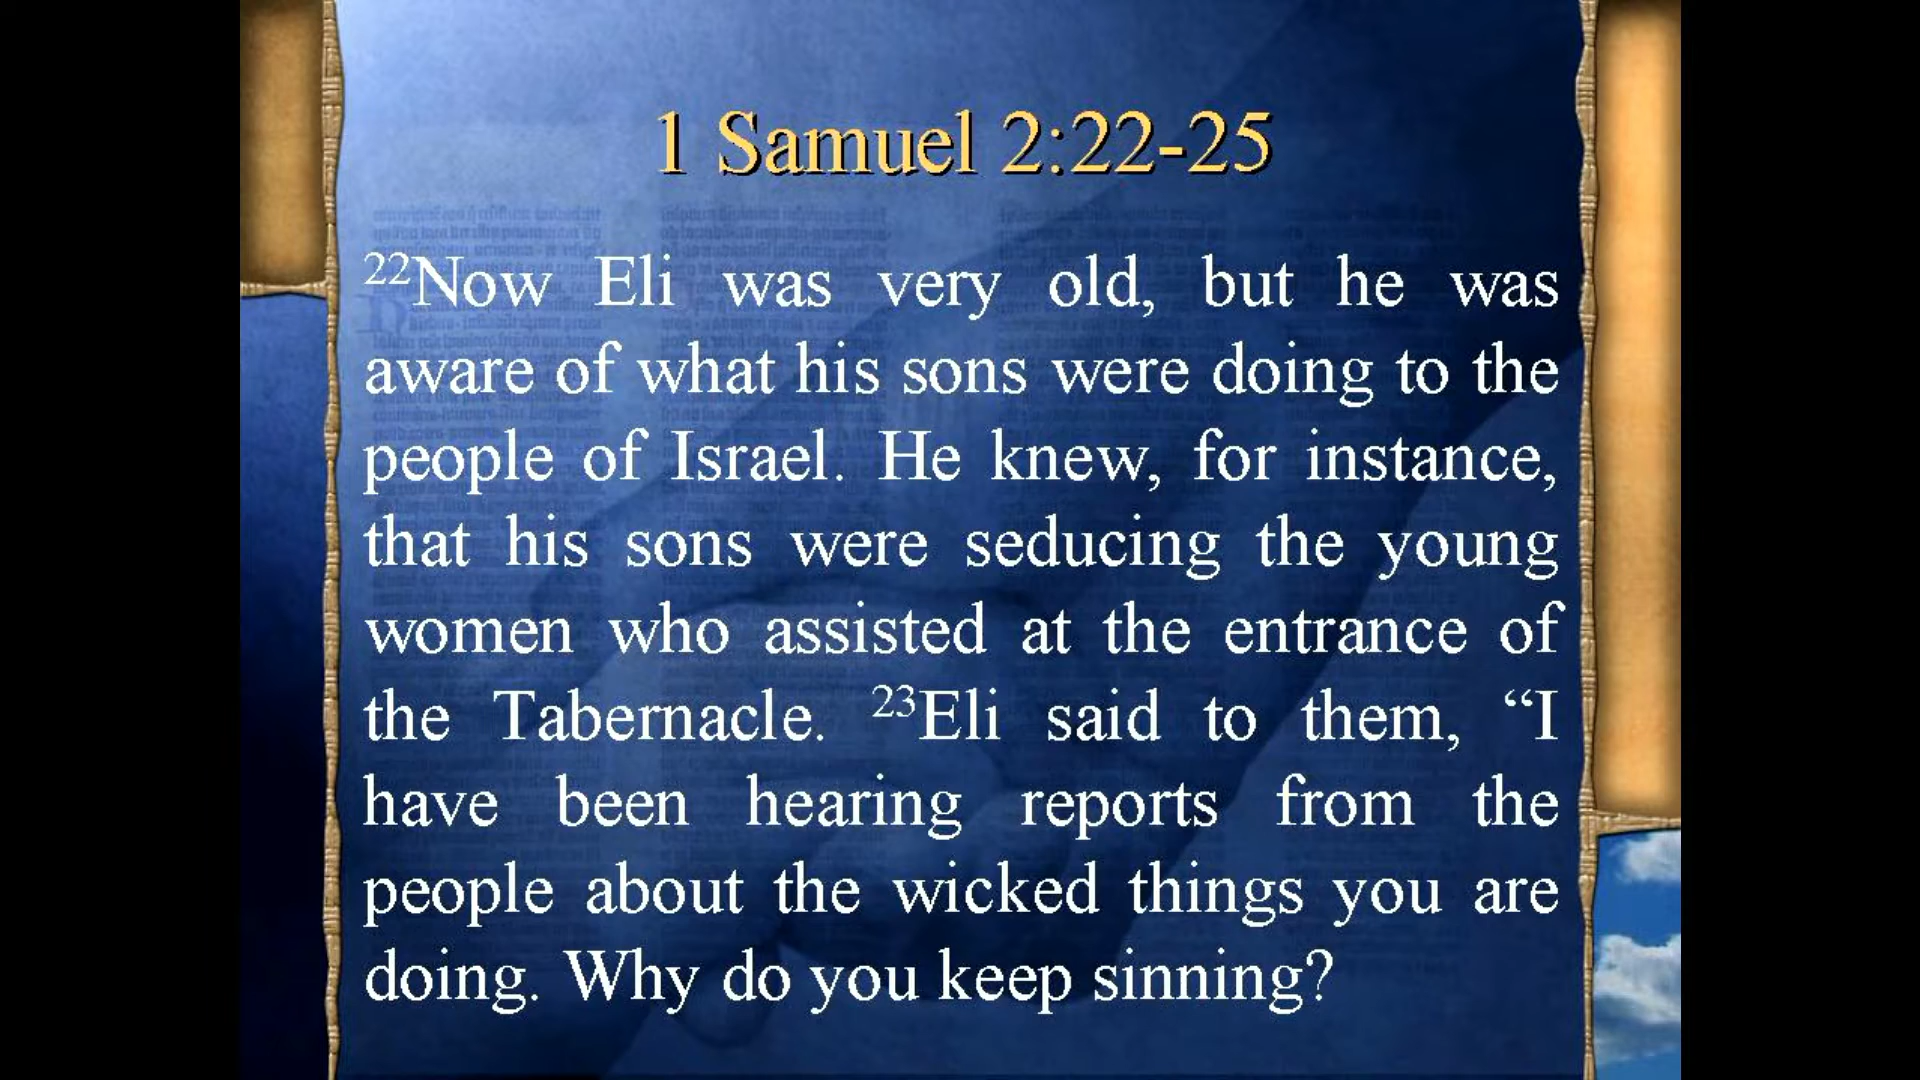 1 Samuel 2:22-25
22Now Eli was very old, but he was
aware of what his sons were doing to the
people of Israel. He knew, for instance,
that his sons were seducing the young
women who assisted at the entrance of
the Tabernacle. 23Eli said to them, “I
have been hearing reports from the
people about the wicked things you are
doing. Why do you keep sinning?